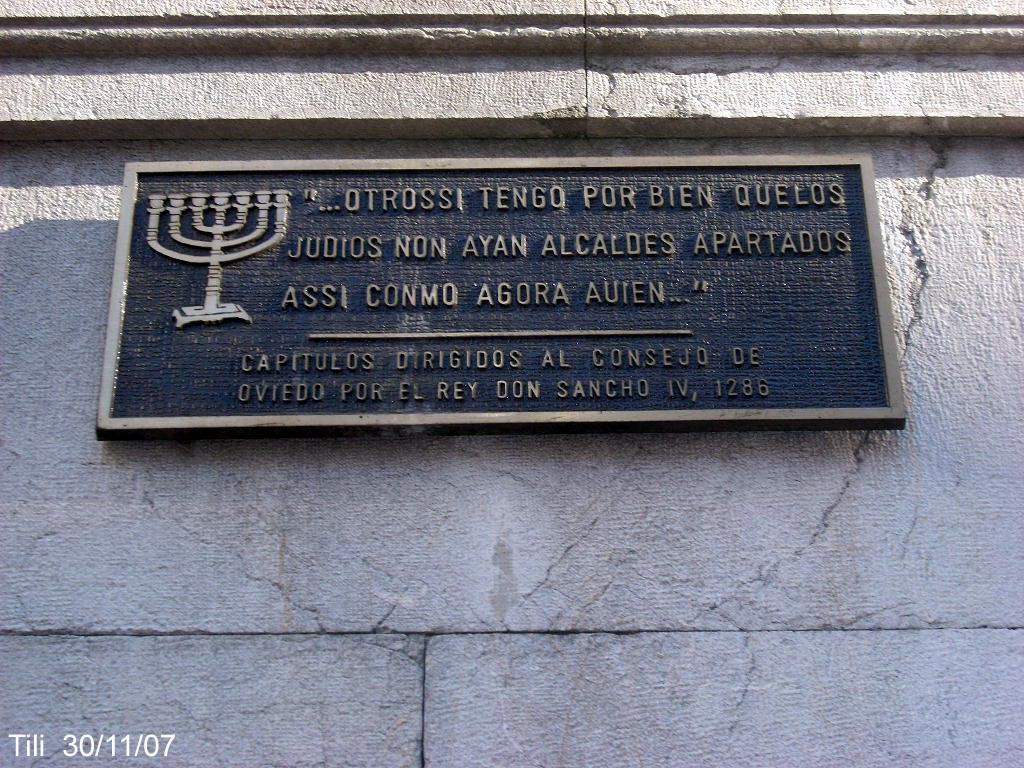 "...OTROSSI TENGO POR BIEN QUELOS
JUDIOS NON AYAN ALCALDES APARTADOS
ASSI CONMO AGORA AUIEN..."
CAPITULOS DIRIGIDOS AL CONSEJO DE
OVIEDO POR EL REY DON SANCHO IV, 1286
Tili 30/11/07